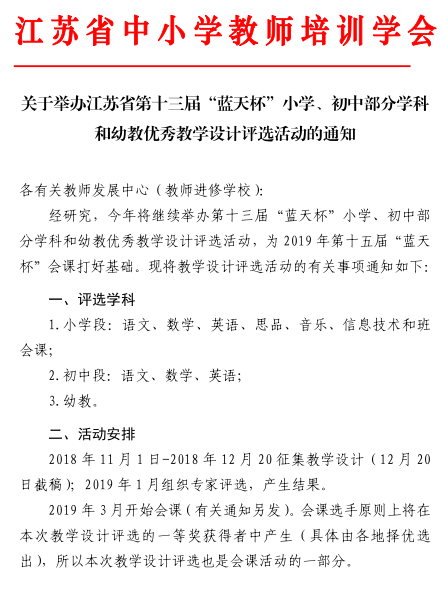 江苏省中小学教师培训学会
关于举办江苏省第十三届“蓝天杯”小学、初中部分学科
和幼教优秀教学设计评选活动的通知
各有关教师发展中心（教师进修学校）：
经研究，今年将继续举办第十三届“蓝天杯”小学、初中部
分学科和幼教优秀教学设计评选活动，为 2019 年第十五届“蓝天
杯”会课打好基础。现将教学设计评选活动的有关事项通知如下：
一、评选学科
1.小学段：语文、数学、英语、思品、音乐、信息技术和班
会课；
2.初中段：语文、数学、英语；
3.幼教。
二、活动安排
2018 年 11 月 1 日-2018 年 12 月 20 征集教学设计（12 月 20
日截稿）；2019 年 1 月组织专家评选，产生结果。
2019 年 3 月开始会课（有关通知另发）。会课选手原则上将在
本次教学设计评选的一等奖获得者中产生（具体由各地择优选
出），所以本次教学设计评选也是会课活动的一部分。